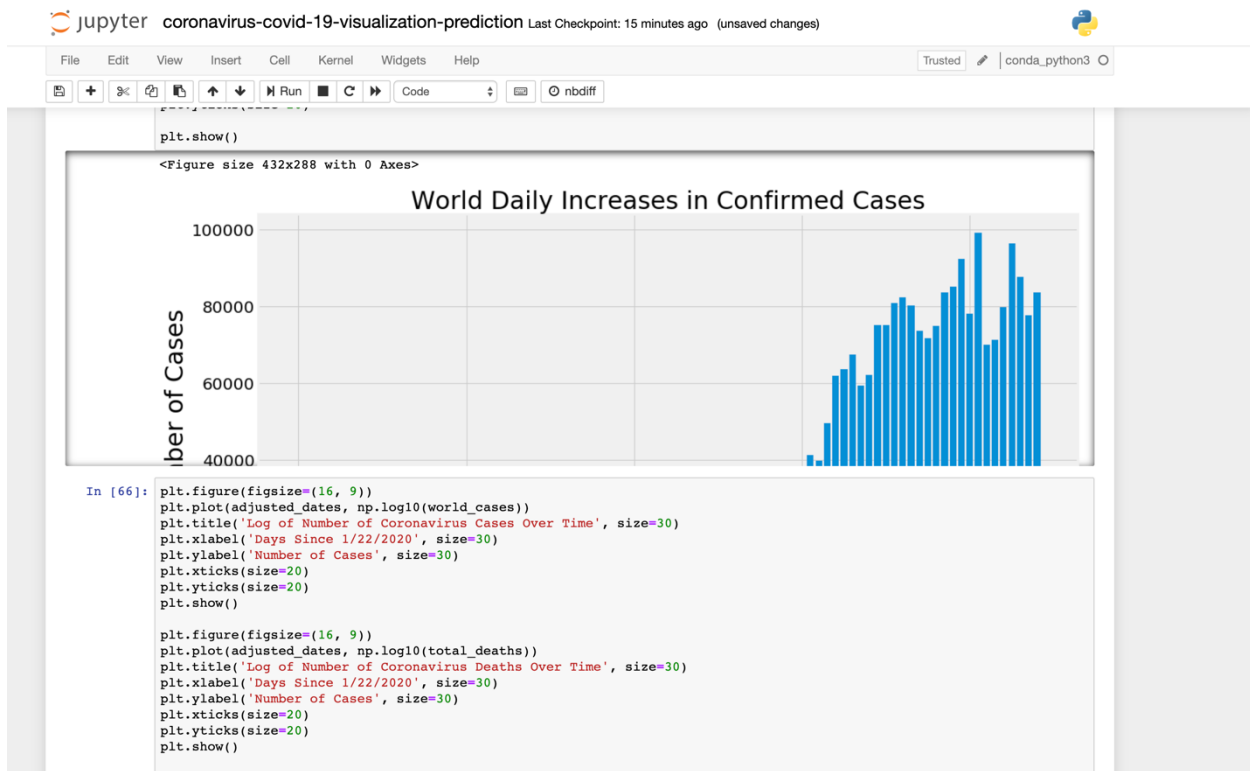 jupyter coronavirus-covid-19-visualization-prediction Last Checkpoint: 15 minutes ago (unsaved changes)
File Edit View Insert Cell Kernel Widgets Help Trusted conda_python3
Run Code nbdiff
plt.show()
<Figure size 432x288 with 0 Axes>
World Daily Increases in Confirmed Cases
100000
80000
60000
40000
ber of Cases
In [66]: plt.figure(figsize=(16, 9))
plt.plot(adjusted_dates, np.log10(world_cases))
plt.title('Log of Number of Coronavirus Cases Over Time', size=30)
plt.xlabel('Days Since 1/22/2020', size=30)
plt.ylabel('Number of Cases', size=30)
plt.xticks(size=20)
plt.yticks(size=20)
plt.show()
plt.figure(figsize=(16, 9))
plt.plot(adjusted_dates, np.log10(total_deaths))
plt.title('Log of Number of Coronavirus Deaths Over Time', size=30)
plt.xlabel('Days Since 1/22/2020', size=30)
plt.ylabel('Number of Cases', size=30)
plt.xticks(size=20)
plt.yticks(size=20)
plt.show()